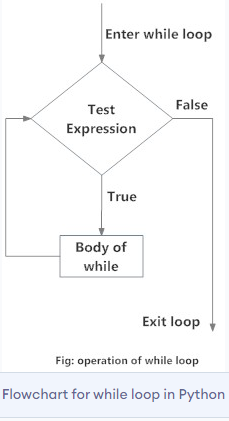 Enter while loop
Test
Expression
False
True
Body of
while
Exit loop
Fig: operation of while loop
Flowchart for while loop in Python